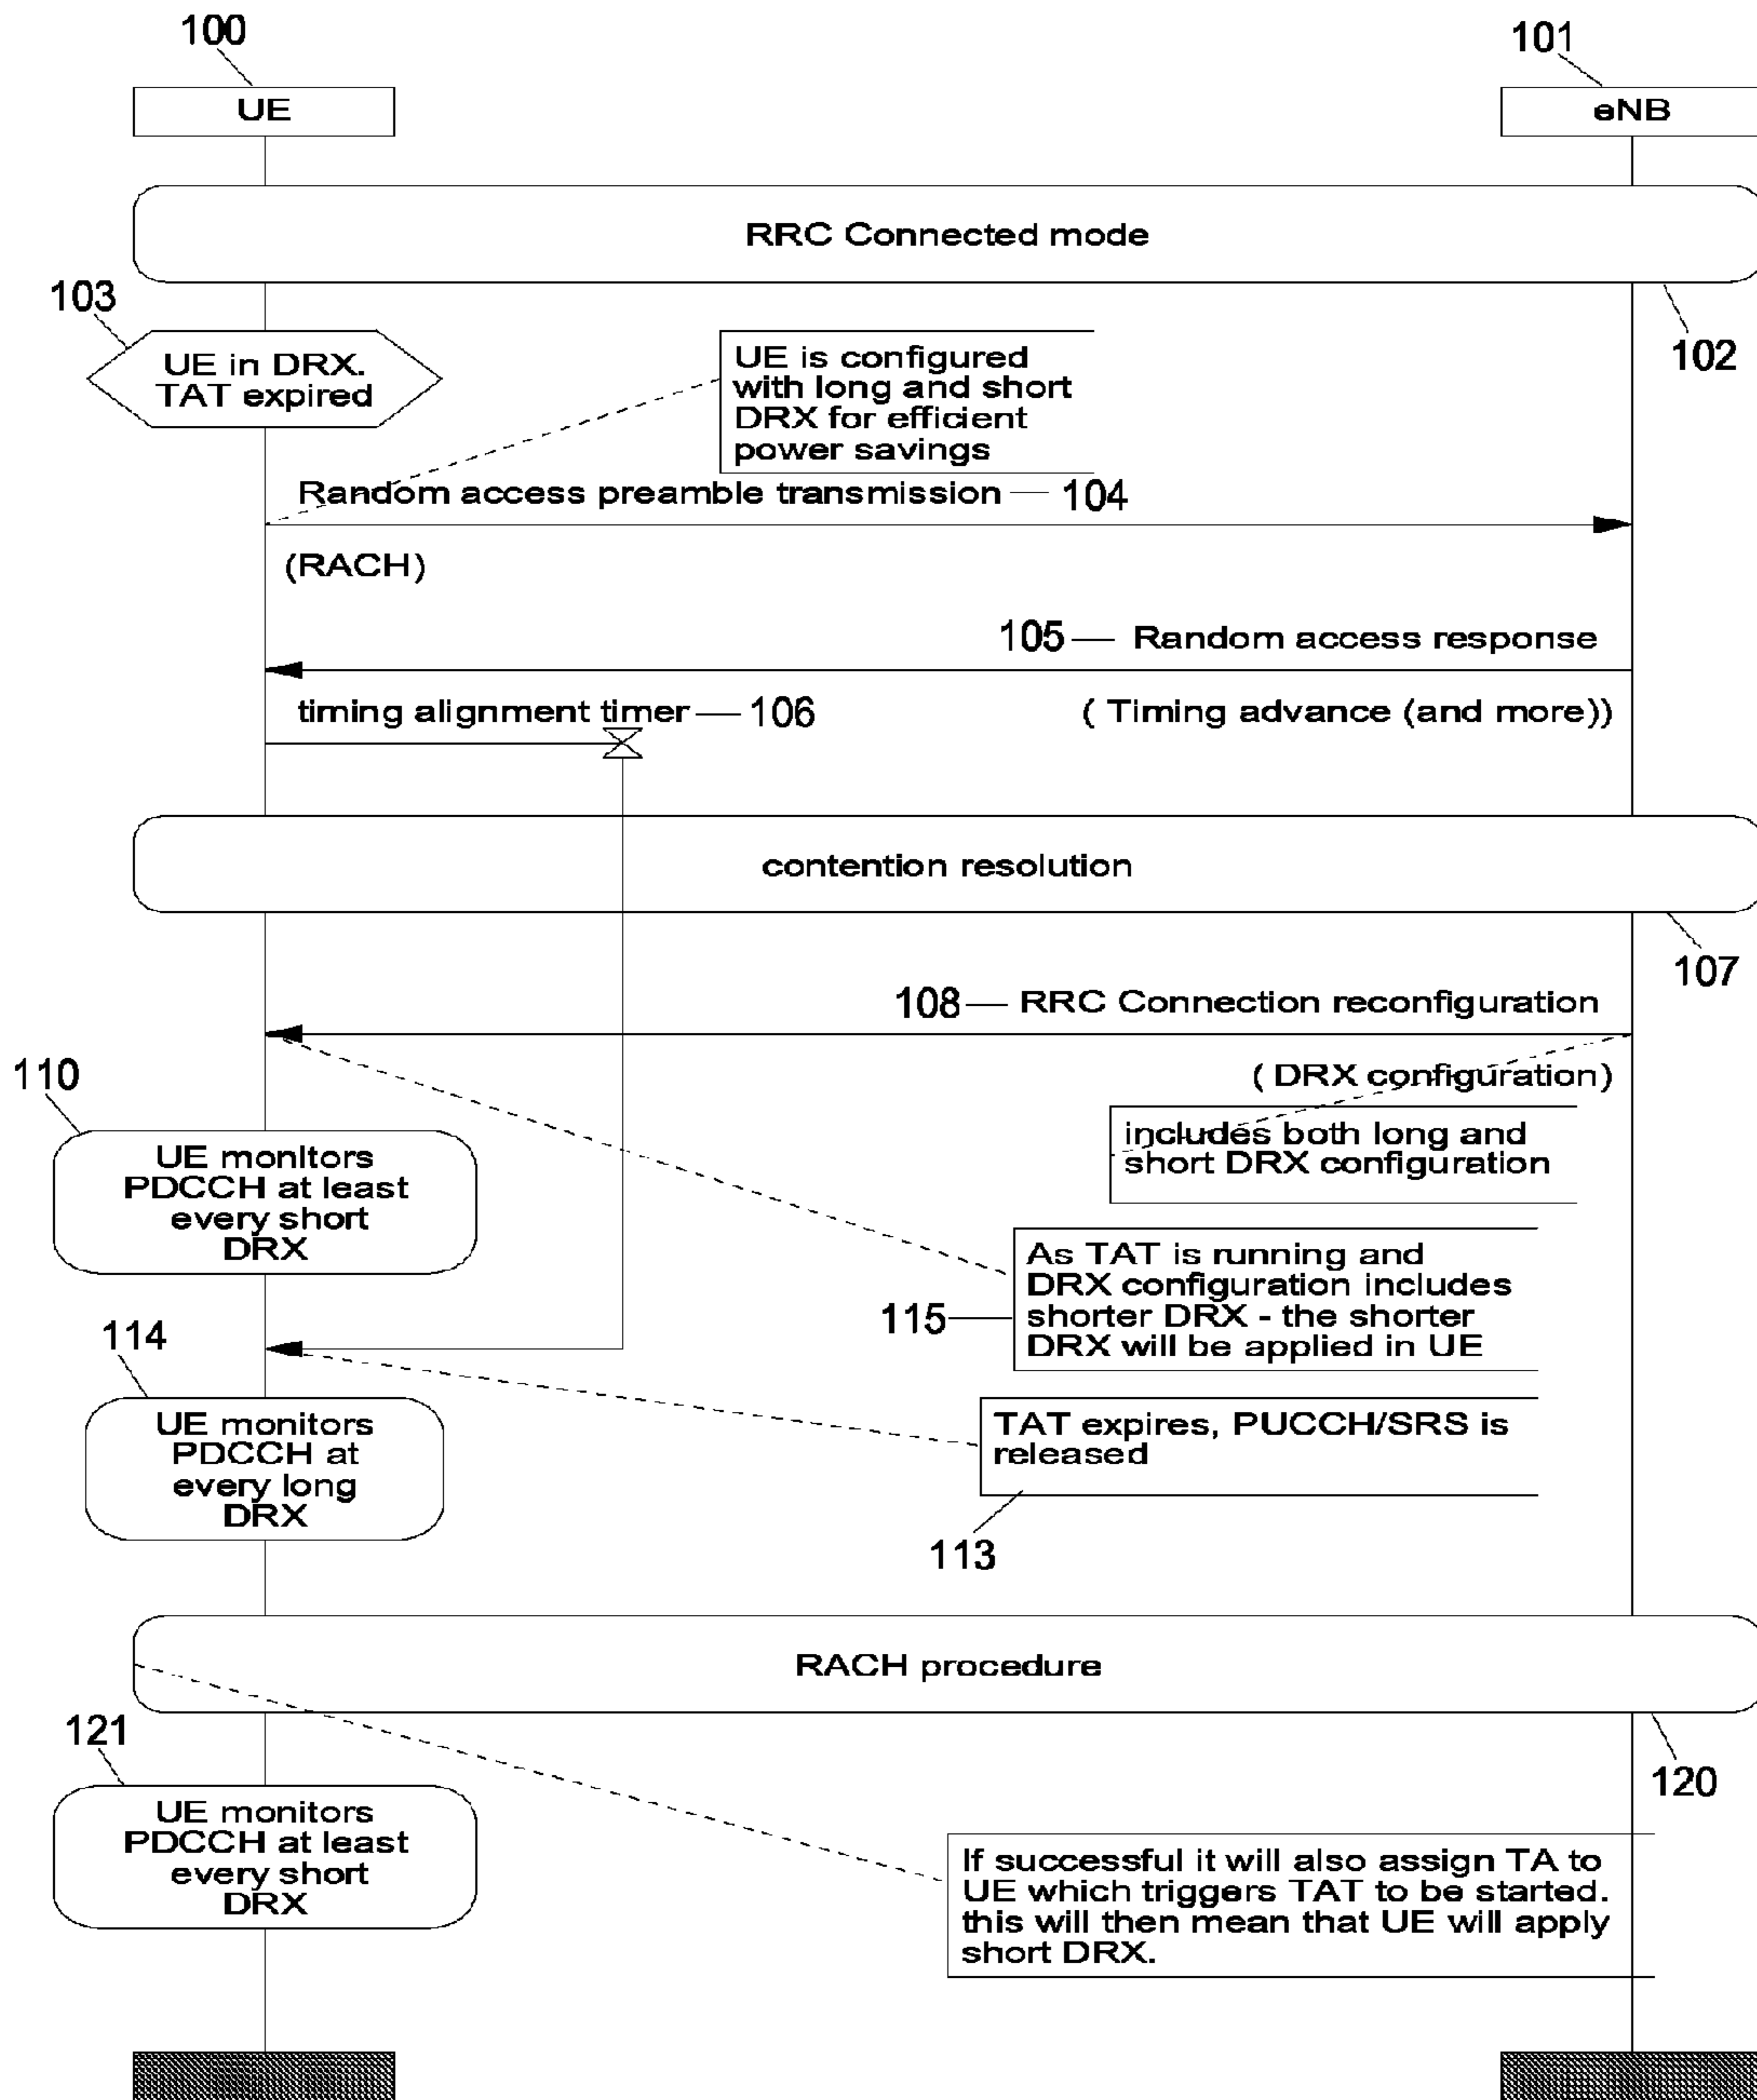 100
101
UE
eNB
RRC Connected mode
102
103
UE in DRX.
TAT expired
UE is configured
with long and short
DRX for efficient
power savings
Random access preamble transmission
104
(RACH)
105
Random access response
timing alignment timer
106
( Timing advance (and more))
contention resolution
107
108
RRC Connection reconfiguration
( DRX configuration)
110
includes both long and
short DRX configuration
UE monitors
PDCCH at least
every short
DRX
As TAT is running and
DRX configuration includes
shorter DRX - the shorter
DRX will be applied in UE
115
114
UE monitors
PDCCH at
every long
DRX
TAT expires, PUCCH/SRS is
released
113
RACH procedure
120
121
UE monitors
PDCCH at least
every short
DRX
If successful it will also assign TA to
UE which triggers TAT to be started.
this will then mean that UE will apply
short DRX.